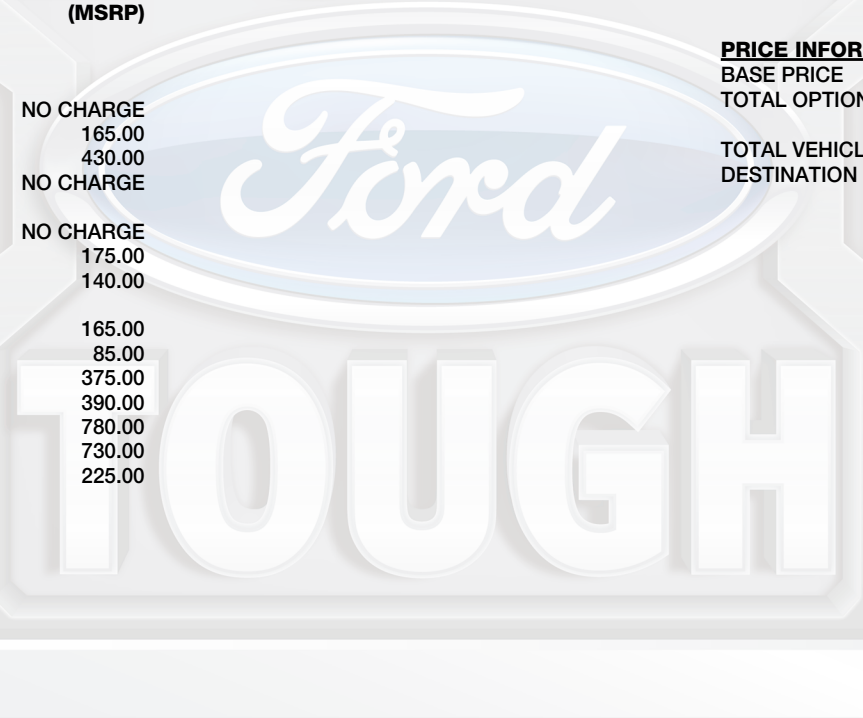 (MSRP)
NO CHARGE
165.00
430.00
NO CHARGE
NO CHARGE
175.00
140.00
165.00
85.00
375.00
390.00
780.00
730.00
225.00
PRICE INFOR
BASE PRICE
TOTAL OPTION
TOTAL VEHICL
DESTINATION
Ford
TOUGH